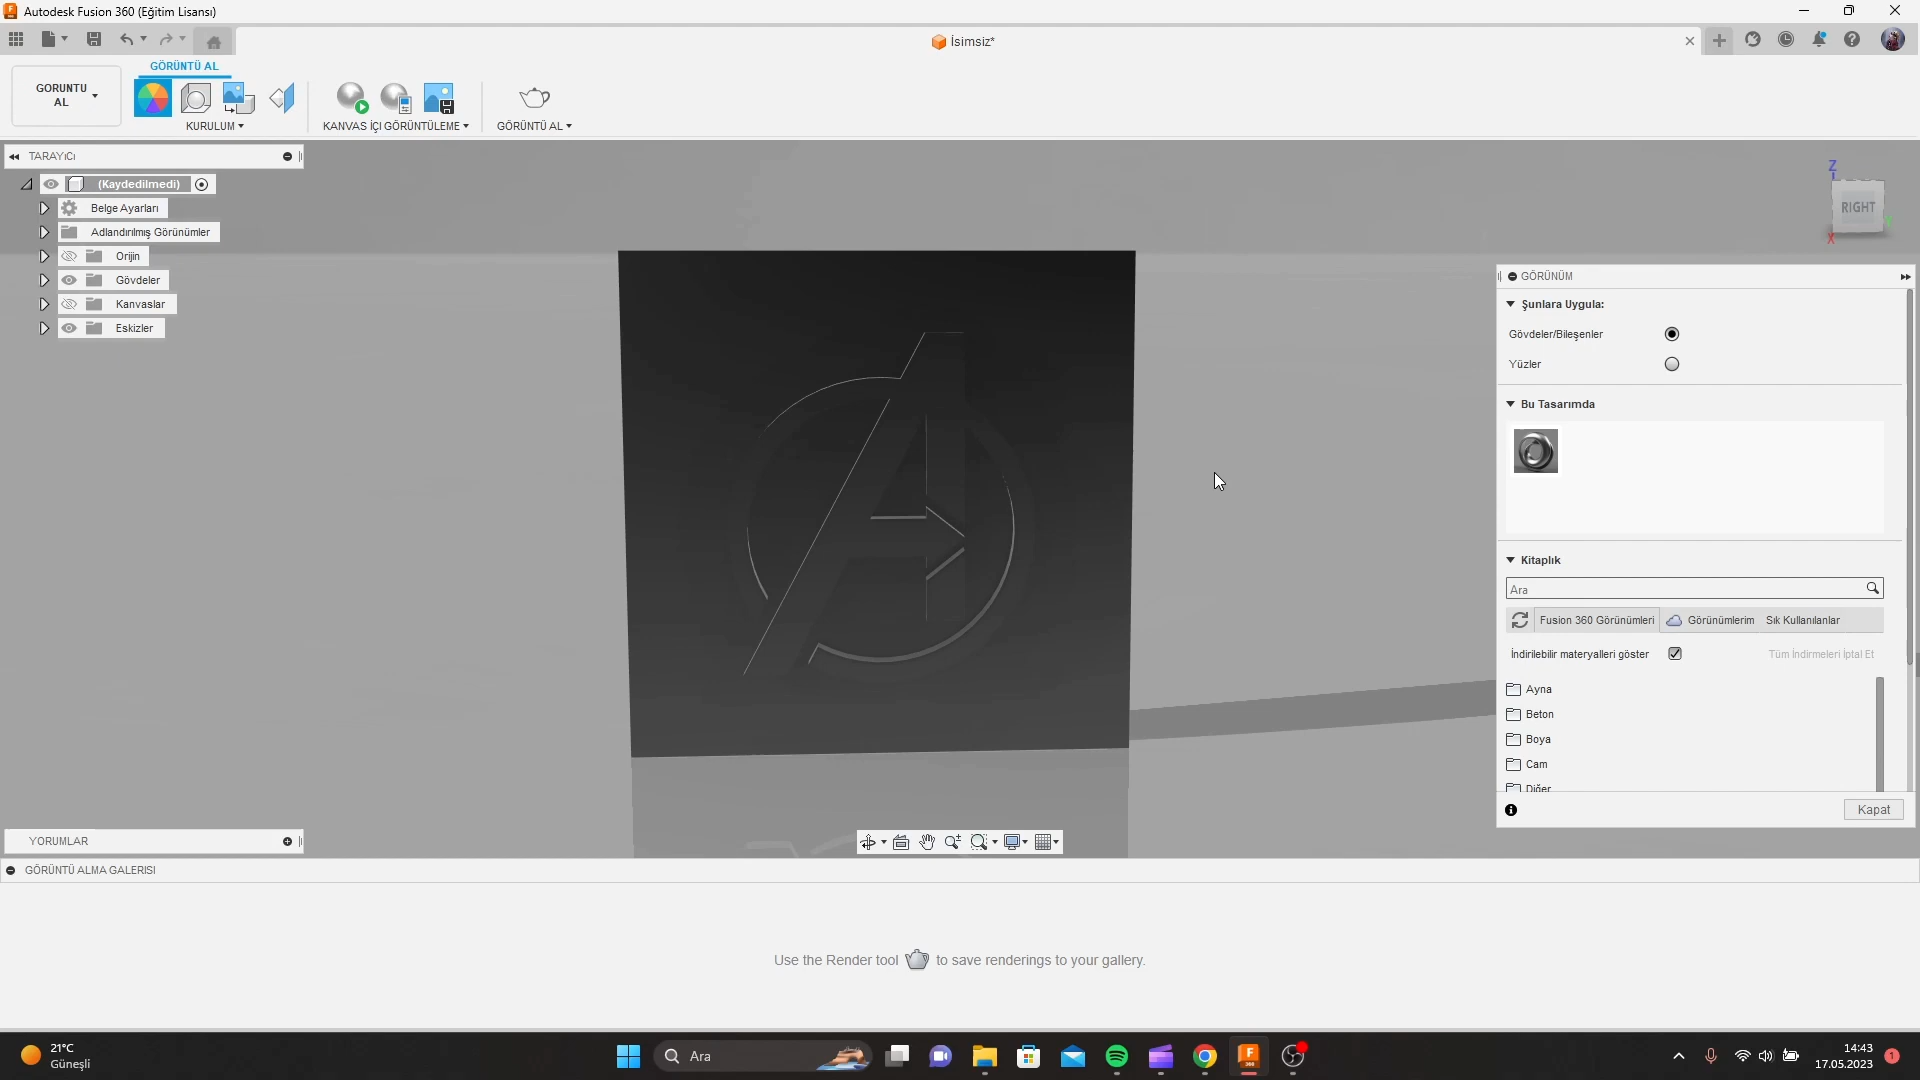 Autodesk Fusion 360 (Eğitim Lisansı)
İsimsiz*
GÖRÜNTÜ AL
GORUNTU
AL
KURULUM
KANVAS İÇİ GÖRÜNTÜLEME
GÖRÜNTÜ AL
TARAYıCı
(Kaydedilmedi)
Belge Ayarları
Adlandırılmış Görünümler
Orijin
Gövdeler
Kanvaslar
Eskizler
Z
RIGHT
X
GÖRÜNÜM
Şunlara Uygula:
Gövdeler/Bileşenler
Yüzler
Bu Tasarımda
Kitaplık
Ara
Fusion 360 Görünümleri
Görünümlerim
Sık Kullanılanlar
İndirilebilir materyalleri göster
Tüm İndirmeleri İptal Et
Ayna
Beton
Boya
Cam
Diğer
Kapat
YORUMLAR
GÖRÜNTÜ ALMA GALERISI
Use the Render tool to save renderings to your gallery.
21°C
Güneşli
Ara
14:43
17.05.2023
1